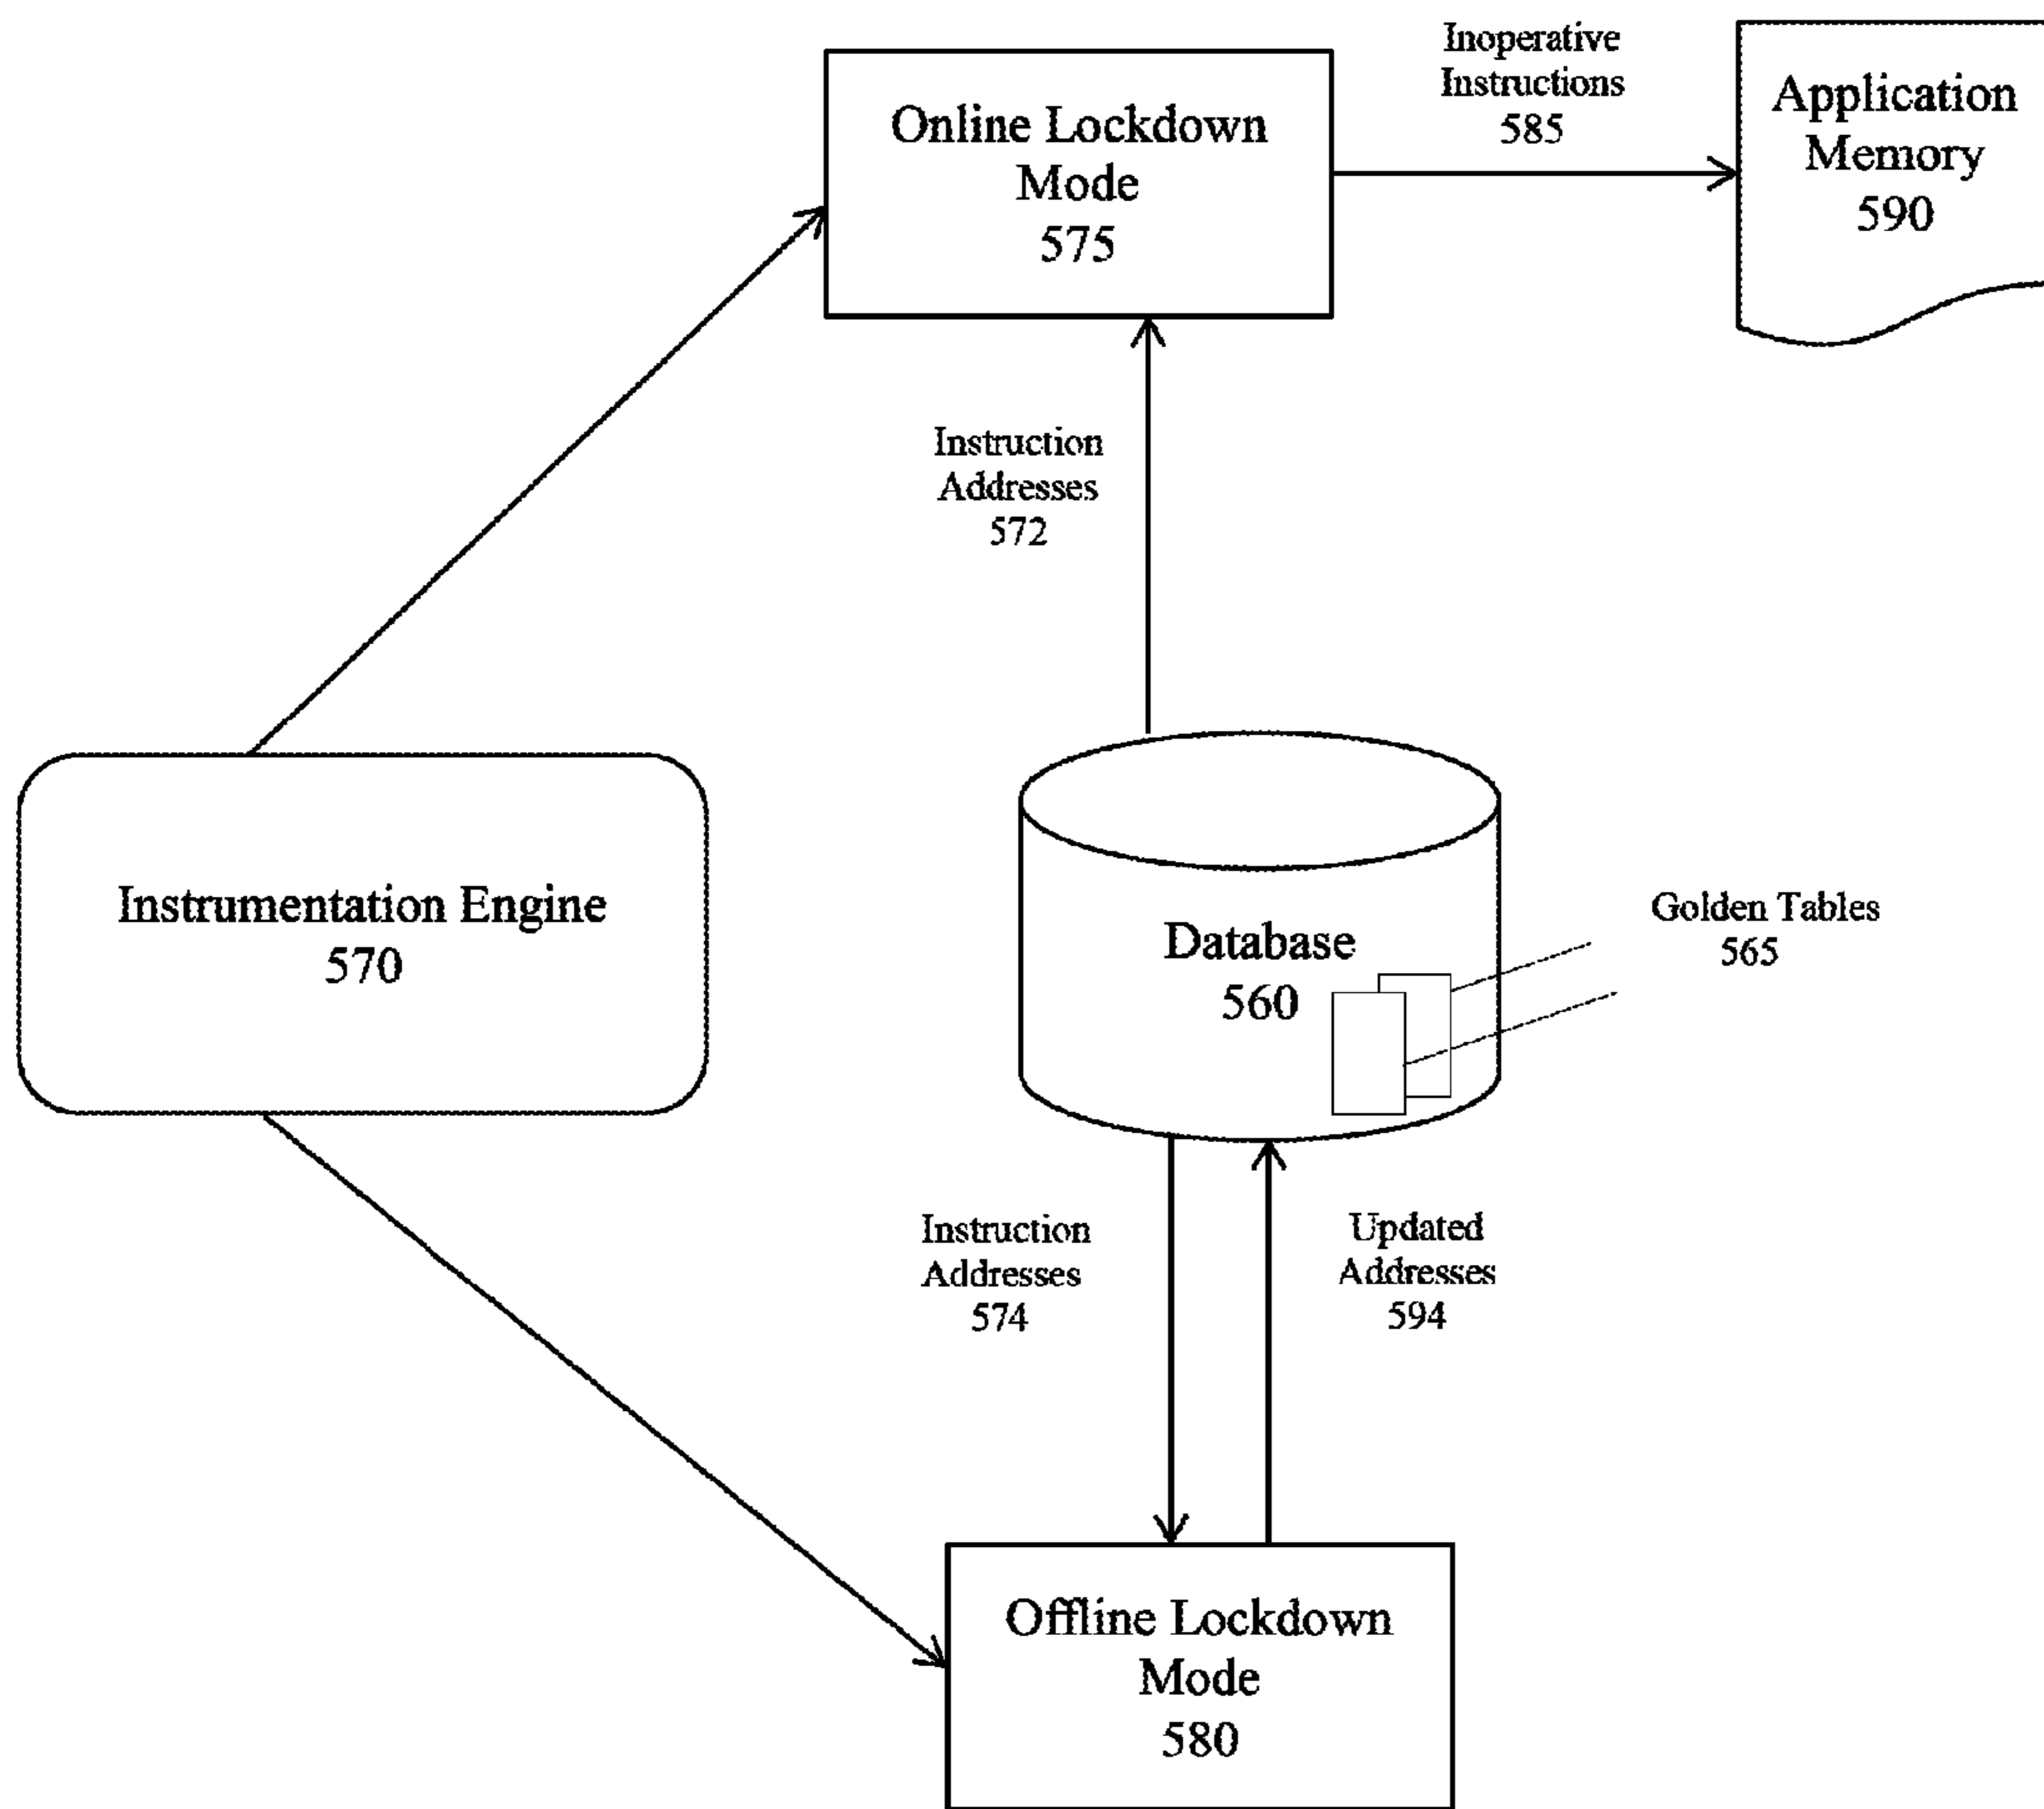 Inoperative
Instructions
585
Application
Memory
590
Online Lockdown
Mode
575
Instruction
Addresses
572
Instrumentation Engine
570
Database
560
Golden Tables
565
Instruction
Addresses
574
Updated
Addresses
594
Offline Lockdown
Mode
580